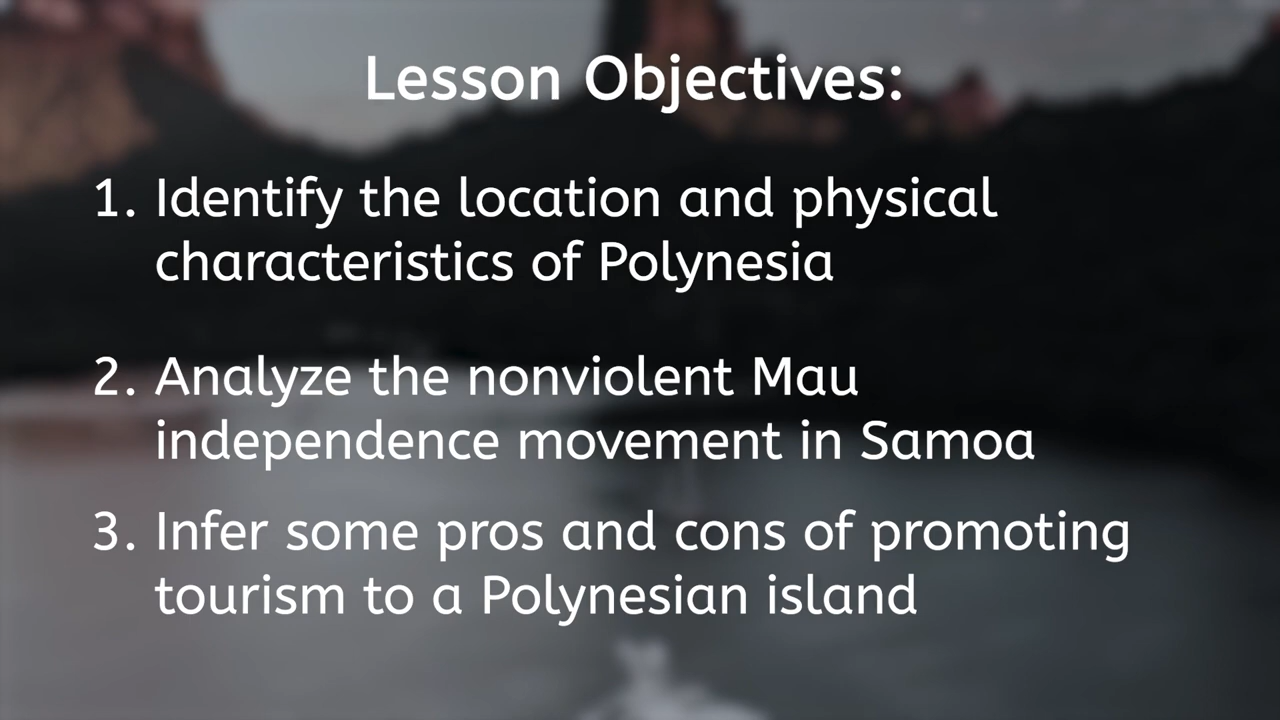 Lesson Objectives:
1. Identify the location and physical
characteristics of Polynesia
2. Analyze the nonviolent Mau
independence movement in Samoa
3. Infer some pros and cons of promoting
tourism to a Polynesian island